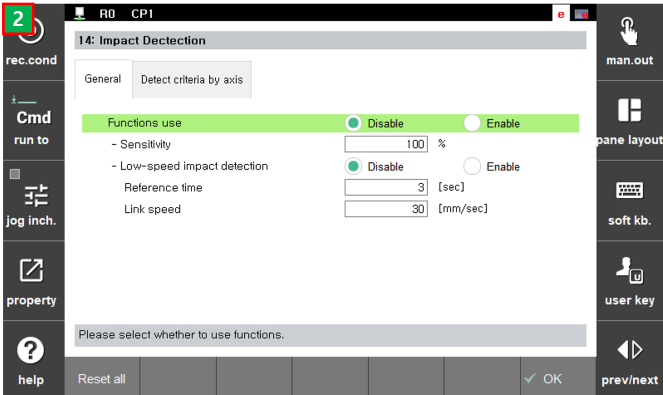 2
R0 CP1
e
14: Impact Dectection
General
Detect criteria by axis
Functions use
Disable
Enable
- Sensitivity
100 %
- Low-speed impact detection
Disable
Enable
Reference time
3 [sec]
Link speed
30 [mm/sec]
Please select whether to use functions.
Reset all
OK
rec.cond
Cmd
run to
jog inch.
property
help
man.out
pane layout
soft kb.
U
user key
prev/next